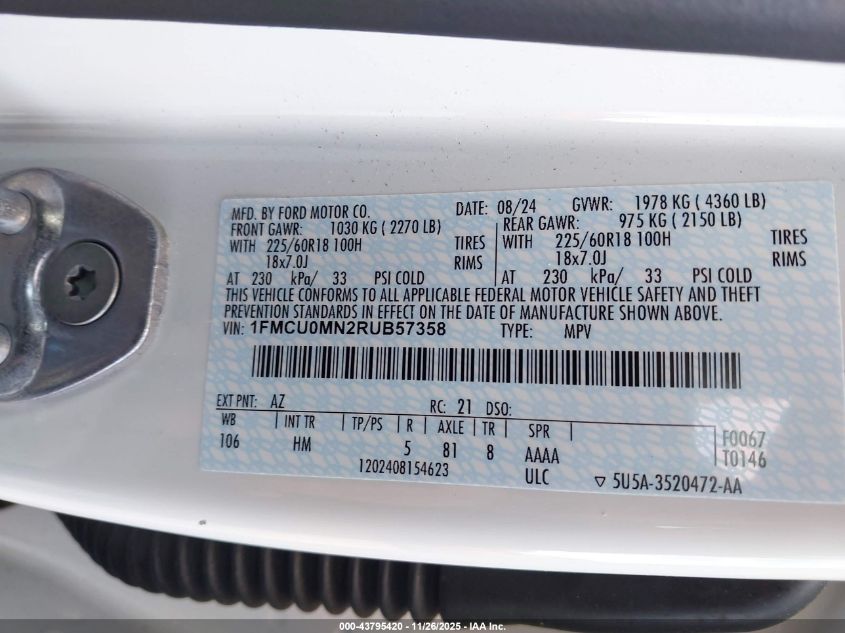 MFD. BY FORD MOTOR CO. DATE: 08/24 GVWR: 1978 KG ( 4360 LB)
FRONT GAWR: 1030 KG ( 2270 LB) REAR GAWR: 975 KG ( 2150 LB)
WITH 225/60R18 100H TIRES WITH 225/60R18 100H TIRES
18x7.0J RIMS 18x7.0J RIMS
AT 230 kPa/ 33 PSI COLD AT 230 kPa/ 33 PSI COLD
THIS VEHICLE CONFORMS TO ALL APPLICABLE FEDERAL MOTOR VEHICLE SAFETY AND THEFT
PREVENTION STANDARDS IN EFFECT ON THE DATE OF MANUFACTURE SHOWN ABOVE.
VIN: 1FMCU0MN2RUB57358 TYPE: MPV
EXT PNT: AZ RC: 21 DSO:
WB INT TR TP/PS R AXLE TR SPR
106 HM 5 81 8 AAAA
1202408154623 ULC
F0067
T0146
▽ 5U5A-3520472-AA
000-43795420 - 11/26/2025 - IAA Inc.